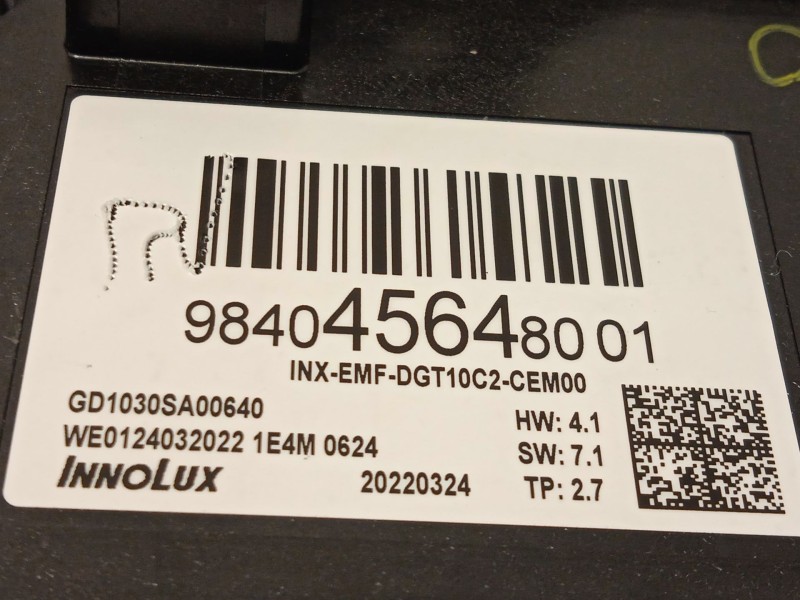 98404564880 01
INX-EMF-DGT10C2-CEM00
GD1030SA00640
WE0124032022 1E4M 0624
INNOLUX
20220324
HW: 4.1
SW: 7.1
TP: 2.7